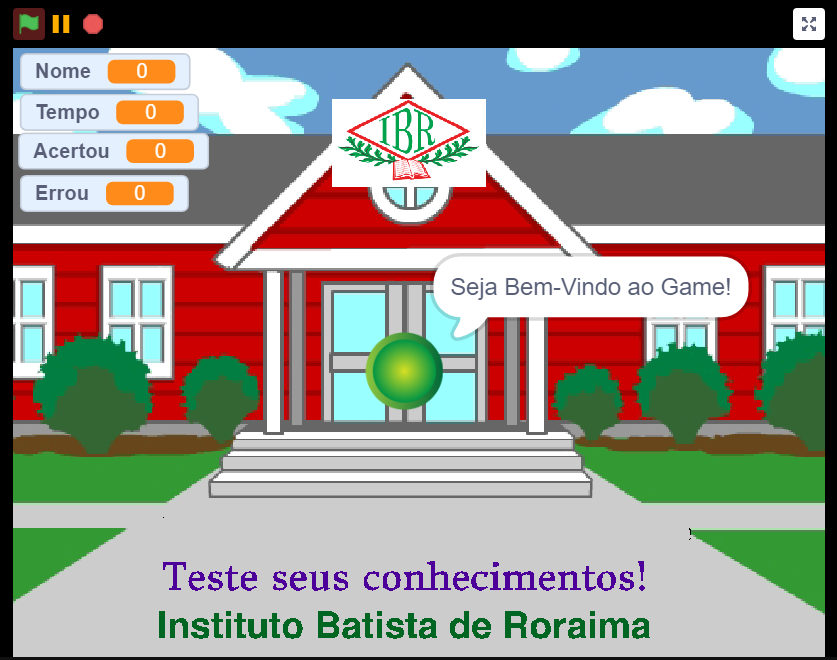 Nome 0
Tempo 0
Acertou 0
Errou 0
IBR
Seja Bem-Vindo ao Game!
Teste seus conhecimentos!
Instituto Batista de Roraima